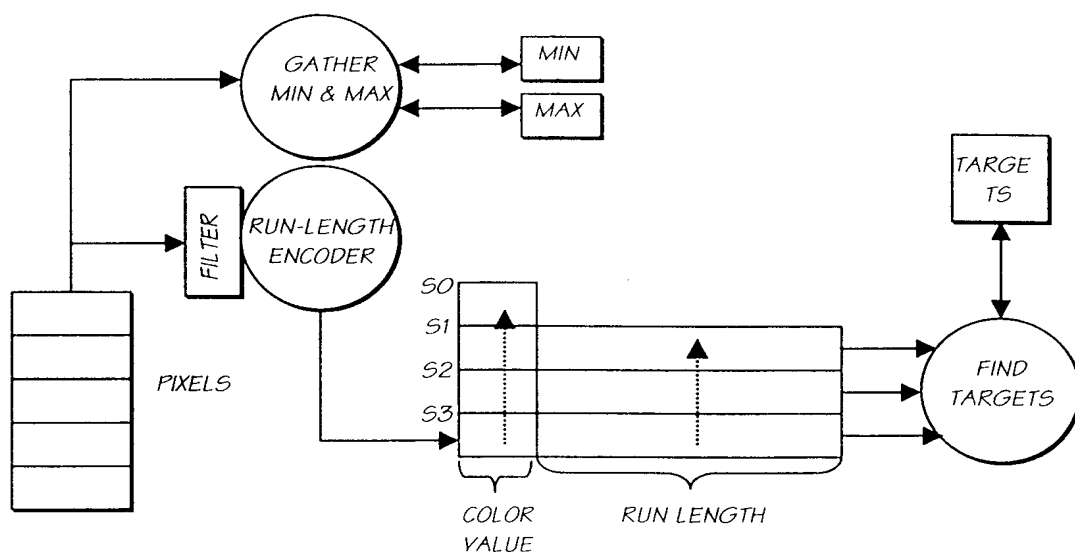 GATHER
MIN & MAX
MIN
MAX
FILTER
RUN-LENGTH
ENCODER
TARGE
TS
PIXELS
S0
S1
S2
S3
FIND
TARGETS
COLOR
VALUE
RUN LENGTH